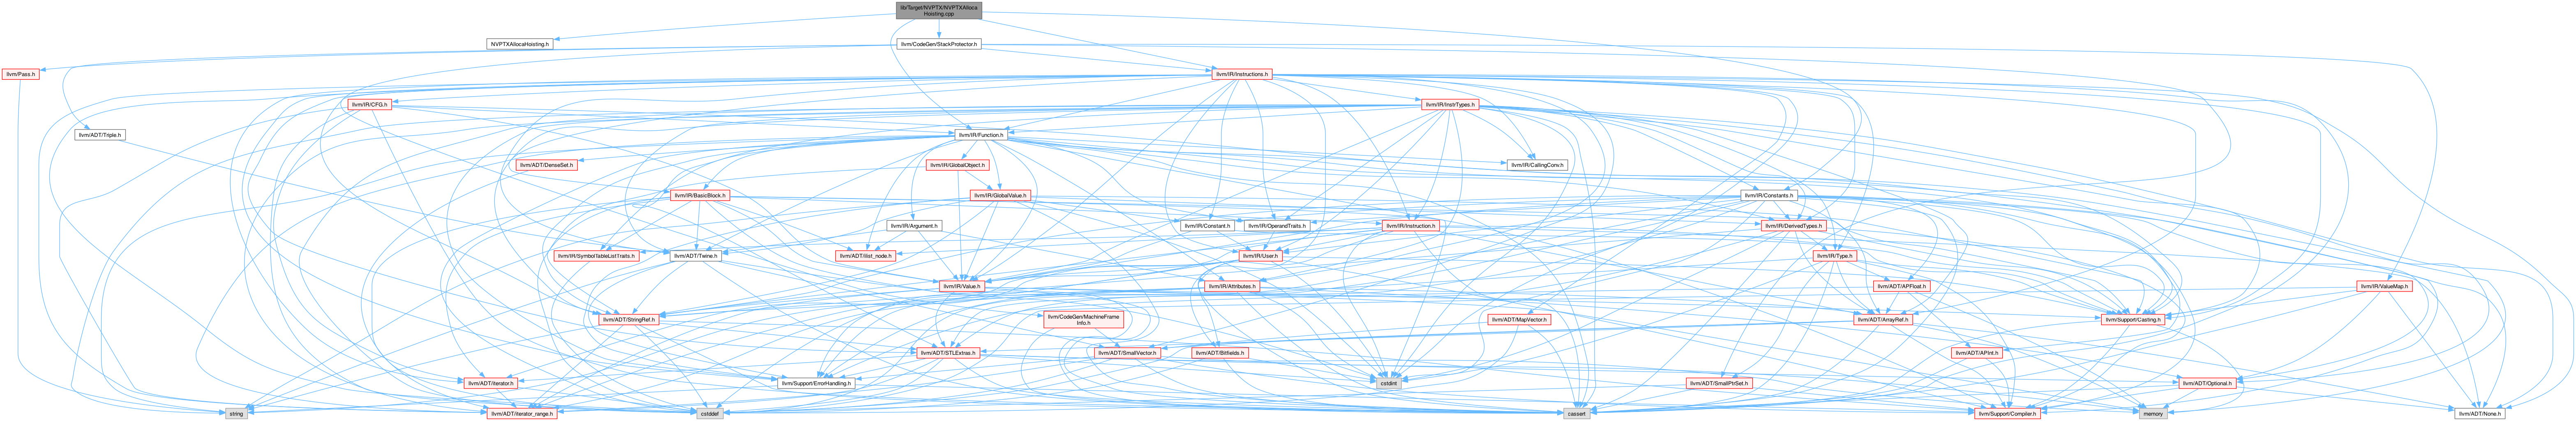 lib/Target/NVPTX/NVPTXAlloca
Hoisting.cpp
NVPTXAllocaHoisting.h
llvm/CodeGen/StackProtector.h
llvm/Pass.h
llvm/IR/Instructions.h
llvm/IR/CFG.h
llvm/IR/InstrTypes.h
llvm/ADT/Triple.h
llvm/IR/Function.h
llvm/ADT/DenseSet.h
llvm/IR/GlobalObject.h
llvm/IR/CallingConv.h
llvm/IR/BasicBlock.h
llvm/IR/GlobalValue.h
llvm/IR/Constants.h
llvm/IR/Argument.h
llvm/IR/Constant.h
llvm/IR/OperandTraits.h
llvm/IR/Instruction.h
llvm/IR/DerivedTypes.h
llvm/IR/SymbolTableListTraits.h
llvm/ADT/Twine.h
llvm/ADT/ilist_node.h
llvm/IR/User.h
llvm/IR/Type.h
llvm/IR/Value.h
llvm/IR/Attributes.h
llvm/ADT/APFloat.h
llvm/IR/ValueMap.h
llvm/ADT/StringRef.h
llvm/CodeGen/MachineFrame
Info.h
llvm/ADT/MapVector.h
llvm/ADT/ArrayRef.h
llvm/Support/Casting.h
llvm/ADT/STLExtras.h
llvm/ADT/SmallVector.h
llvm/ADT/Bitfields.h
llvm/ADT/APInt.h
llvm/ADT/iterator.h
llvm/Support/ErrorHandling.h
cstdint
llvm/ADT/SmallPtrSet.h
llvm/ADT/Optional.h
string
llvm/ADT/iterator_range.h
cstddef
cassert
llvm/Support/Compiler.h
memory
llvm/ADT/None.h